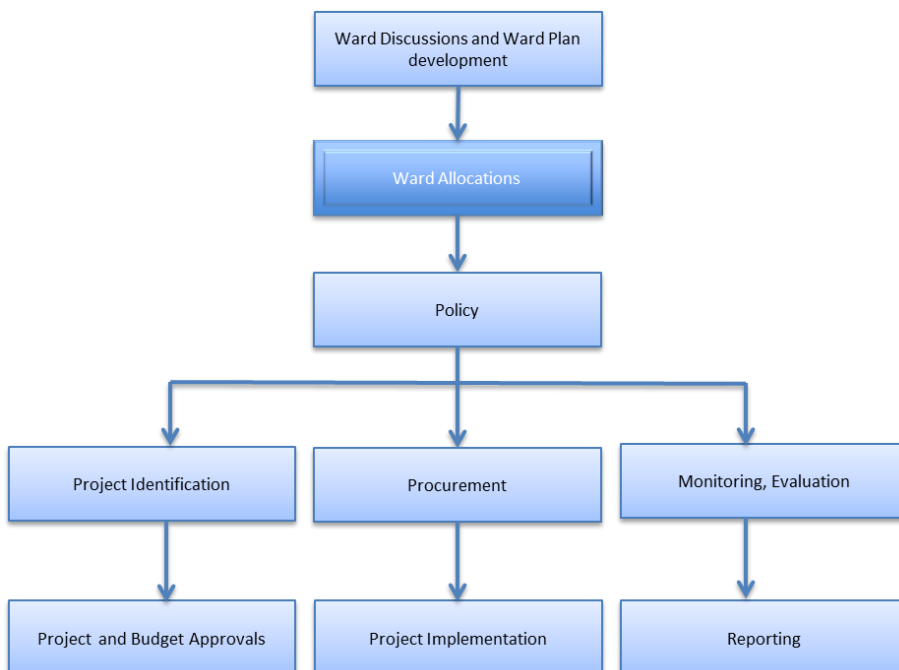 Ward Discussions and Ward Plan
development
Ward Allocations
Policy
Project Identification
Procurement
Monitoring, Evaluation
Project and Budget Approvals
Project Implementation
Reporting